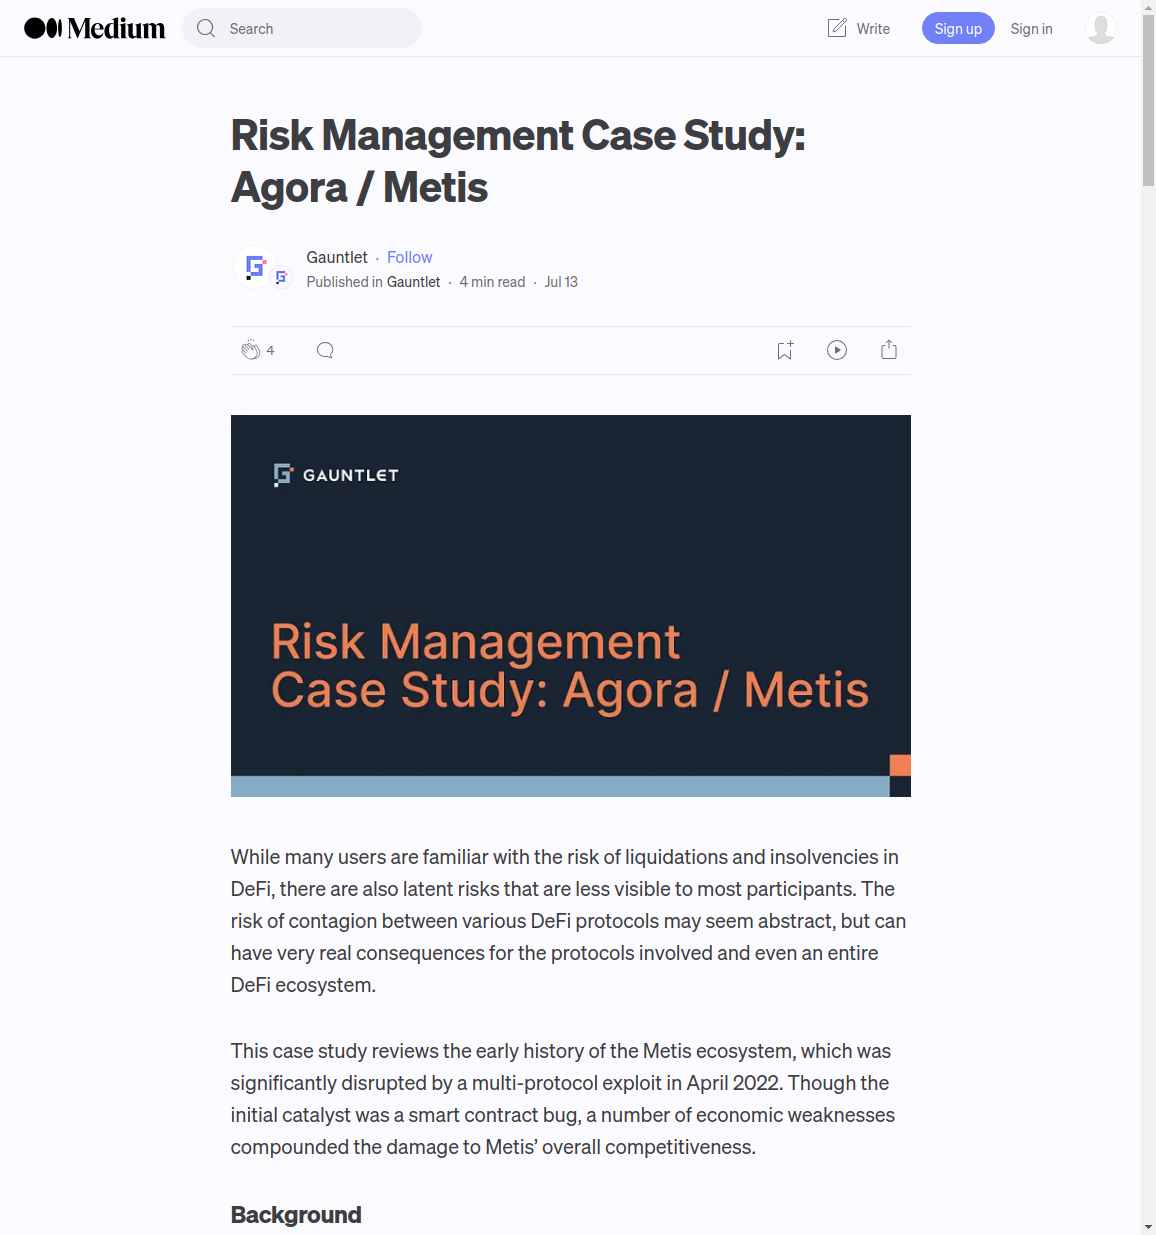 Medium
Search
Write
Sign up
Sign in
Risk Management Case Study:
Agora / Metis
Gauntlet · Follow
Published in Gauntlet · 4 min read · Jul 13
4
GAUNTLET
Risk Management
Case Study: Agora / Metis
While many users are familiar with the risk of liquidations and insolvencies in
DeFi, there are also latent risks that are less visible to most participants. The
risk of contagion between various DeFi protocols may seem abstract, but can
have very real consequences for the protocols involved and even an entire
DeFi ecosystem.
This case study reviews the early history of the Metis ecosystem, which was
significantly disrupted by a multi-protocol exploit in April 2022. Though the
initial catalyst was a smart contract bug, a number of economic weaknesses
compounded the damage to Metis’ overall competitiveness.
Background